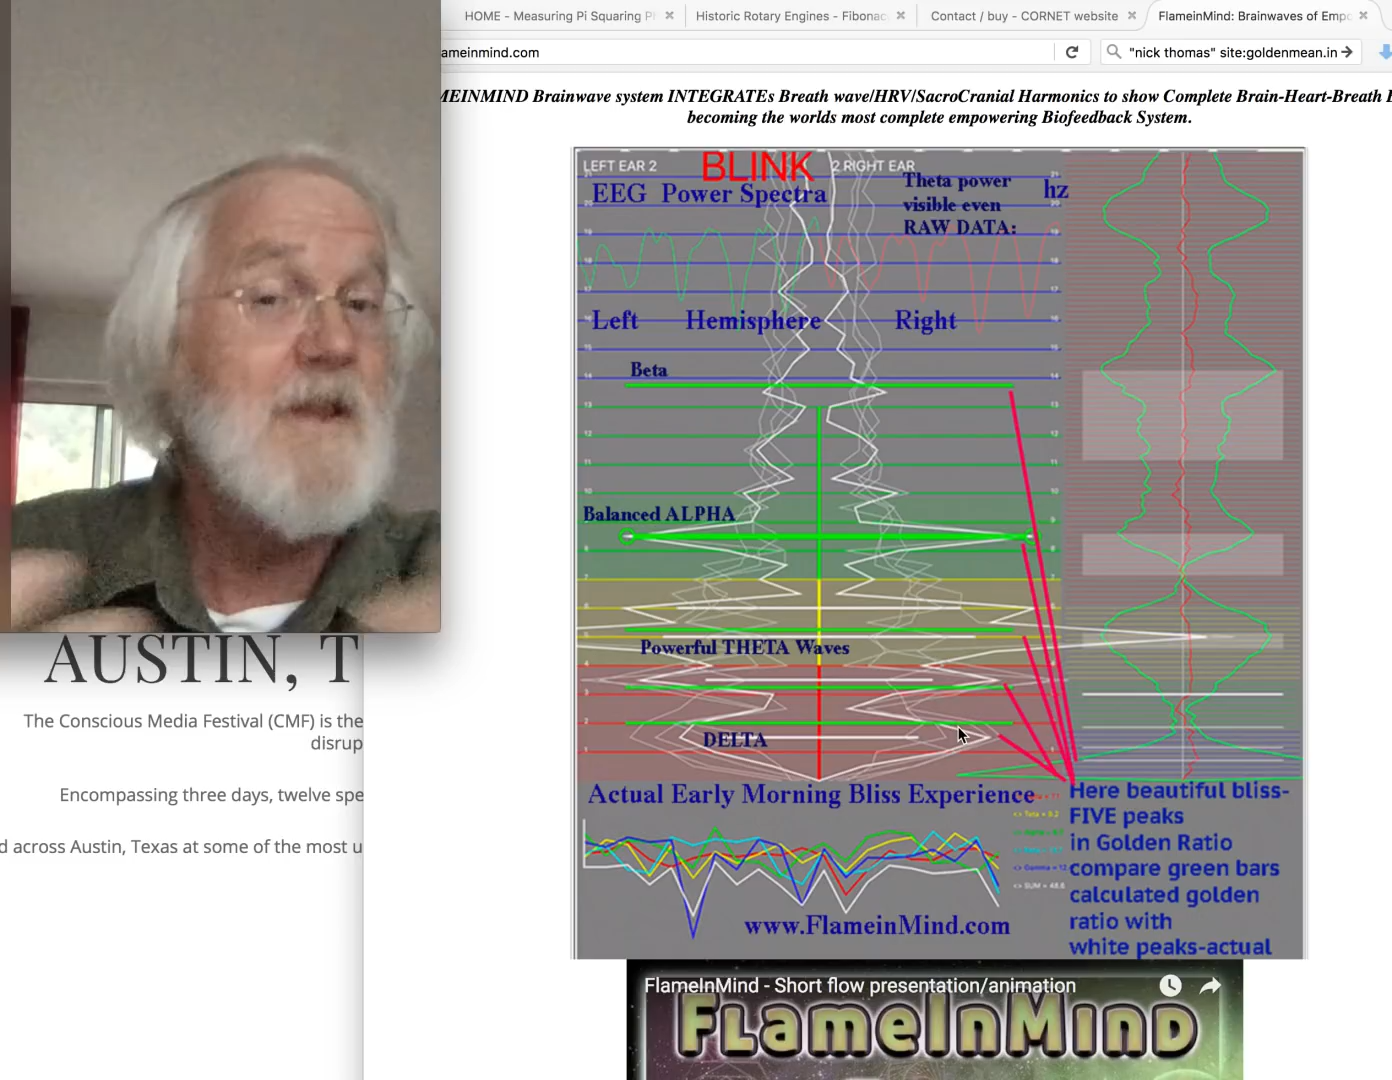 HOME - Measuring Pi Squaring P
Historic Rotary Engines - Fibonac
Contact / buy - CORNET website
FlameinMind: Brainwaves of Empo
ameinmind.com
"nick thomas" site:goldenmean.in
MEINMIND Brainwave system INTEGRATEs Breath wave/HRV/SacroCranial Harmonics to show Complete Brain-Heart-Breath
becoming the worlds most complete empowering Biofeedback System.
LEFT EAR 2
BLINK
2 RIGHT EAR
EEG Power Spectra
Theta power
visible even
RAW DATA:
hz
Left Hemisphere Right
Beta
Balanced ALPHA
Powerful THETA Waves
DELTA
Actual Early Morning Bliss Experience
Here beautiful bliss-
FIVE peaks
in Golden Ratio
compare green bars
calculated golden
ratio with
white peaks-actual
www.FlameinMind.com
AUSTIN, T
The Conscious Media Festival (CMF) is the
disrup
Encompassing three days, twelve spe
d across Austin, Texas at some of the most u
FlameInMind - Short flow presentation/animation
FLameInMinD